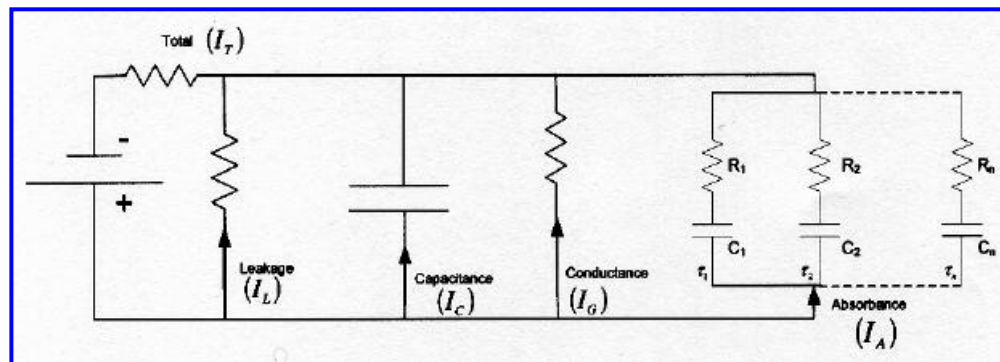 Total (I_T)
-
+
R₁
R₂
Rₙ
C₁
C₂
Cₙ
τ₁
τ₂
τₙ
Leakage
(I_L)
Capacitance
(I_C)
Conductance
(I_G)
Absorbance
(I_A)